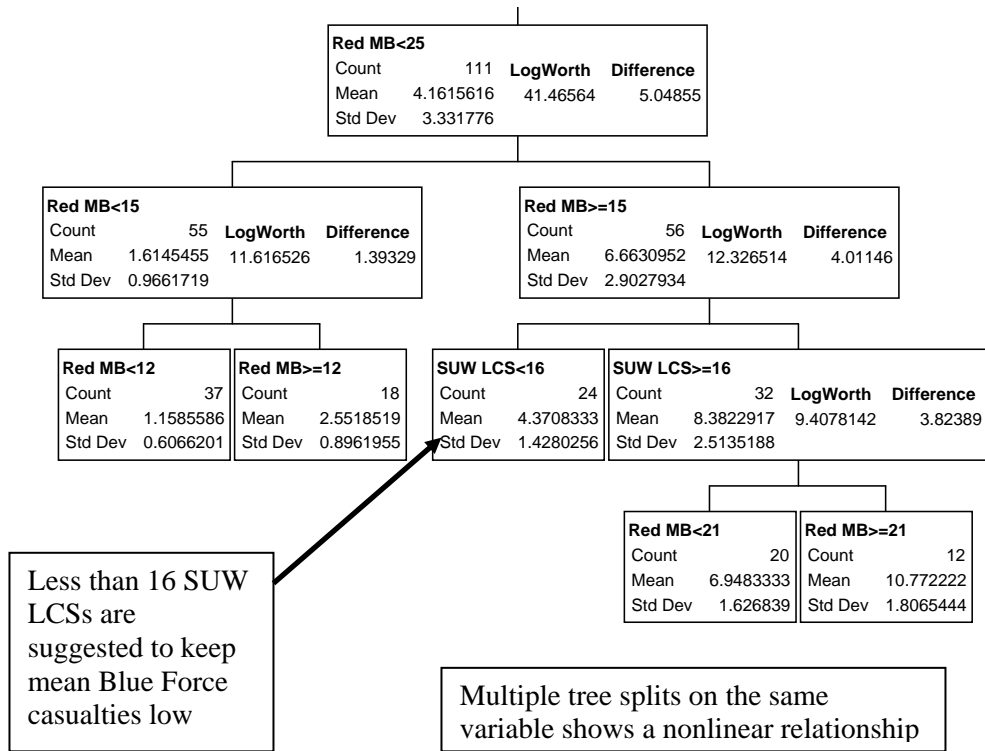 Red MB<25
Count 111 LogWorth Difference
Mean 4.1615616 41.46564 5.04855
Std Dev 3.331776
Red MB<15
Count 55 LogWorth Difference
Mean 1.6145455 11.616526 1.39329
Std Dev 0.9661719
Red MB>=15
Count 56 LogWorth Difference
Mean 6.6630952 12.326514 4.01146
Std Dev 2.9027934
Red MB<12
Count 37
Mean 1.1585586
Std Dev 0.6066201
Red MB>=12
Count 18
Mean 2.5518519
Std Dev 0.8961955
SUW LCS<16
Count 24
Mean 4.3708333
Std Dev 1.4280256
SUW LCS>=16
Count 32 LogWorth Difference
Mean 8.3822917 9.4078142 3.82389
Std Dev 2.5135188
Red MB<21
Count 20
Mean 6.9483333
Std Dev 1.626839
Red MB>=21
Count 12
Mean 10.772222
Std Dev 1.8065444
Less than 16 SUW
LCSs are
suggested to keep
mean Blue Force
casualties low
Multiple tree splits on the same
variable shows a nonlinear relationship